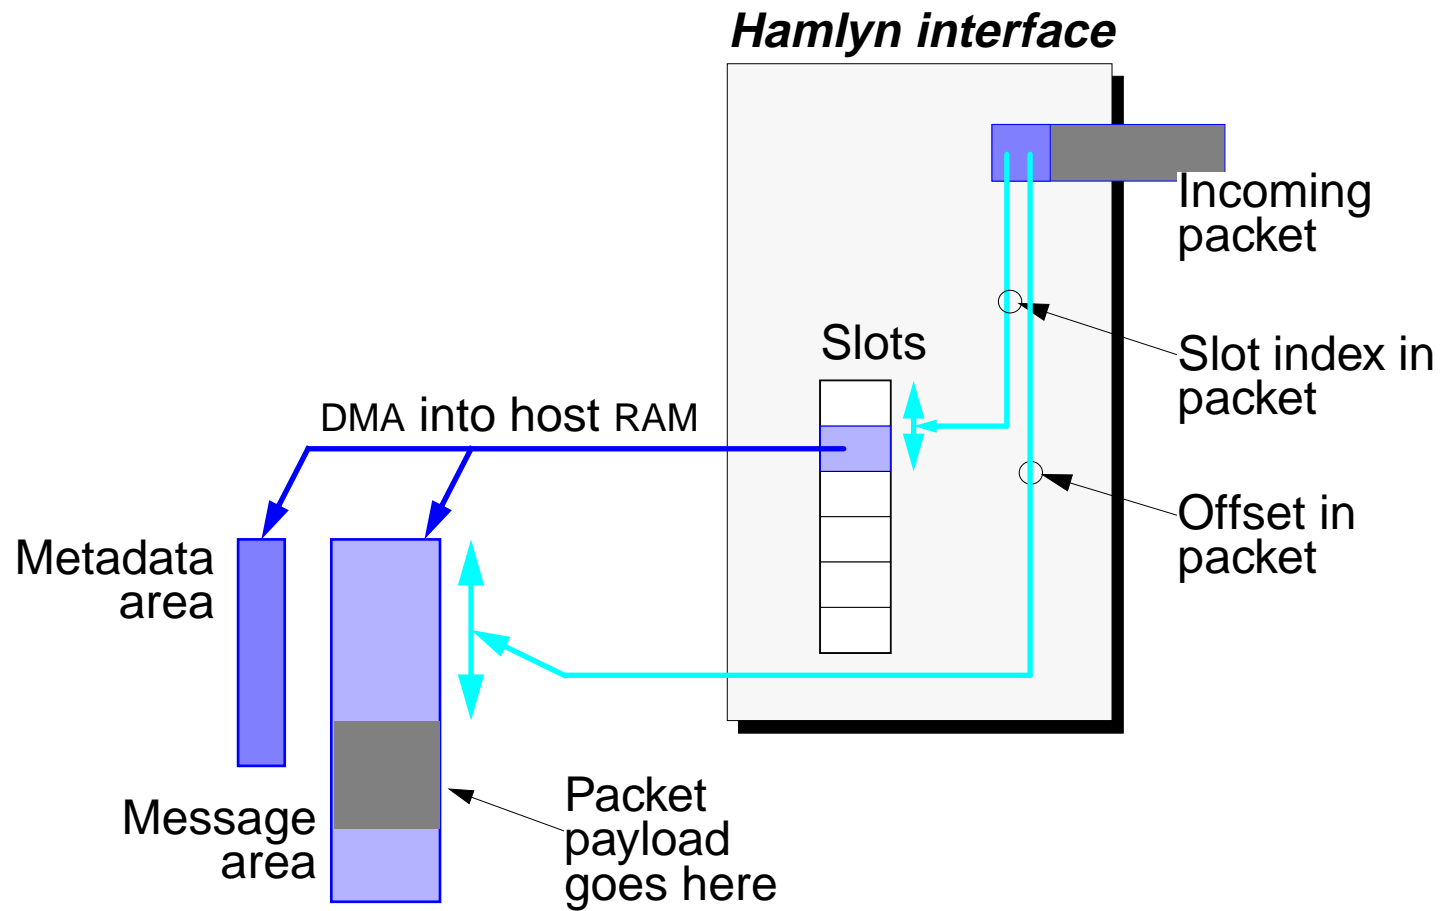 Hamlyn interface
Incoming
packet
Slots
Slot index in
packet
DMA into host RAM
Offset in
packet
Metadata
area
Message
area
Packet
payload
goes here